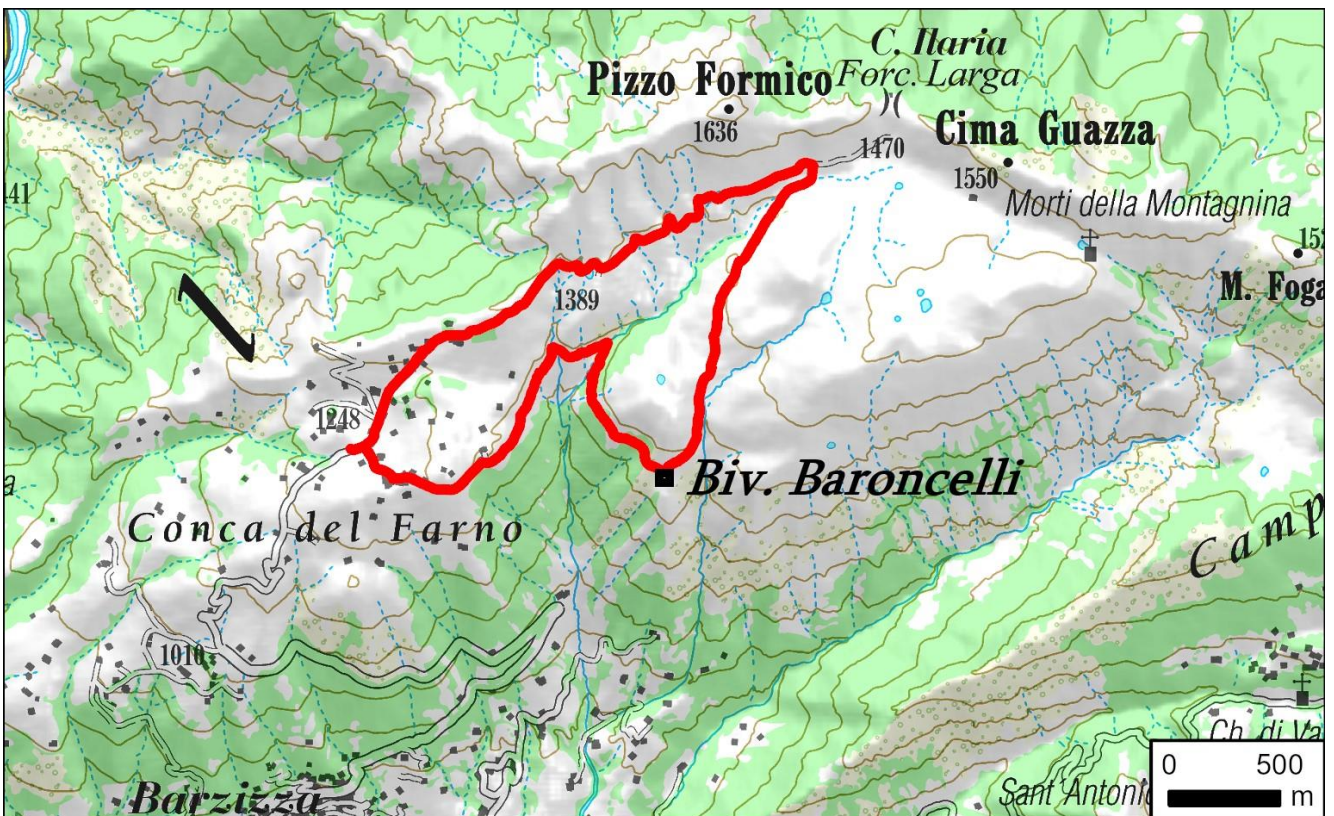 C. Ilaria
Pizzo Formico
Forc. Larga
1636
Cima Guazza
1470
1550
Morti della Montagnina
M. Foga
1389
1248
Biv. Baroncelli
Conca del Farno
Camp
1010
Ch. di Va
Barzizza
Sant'Antonio
0 500
m